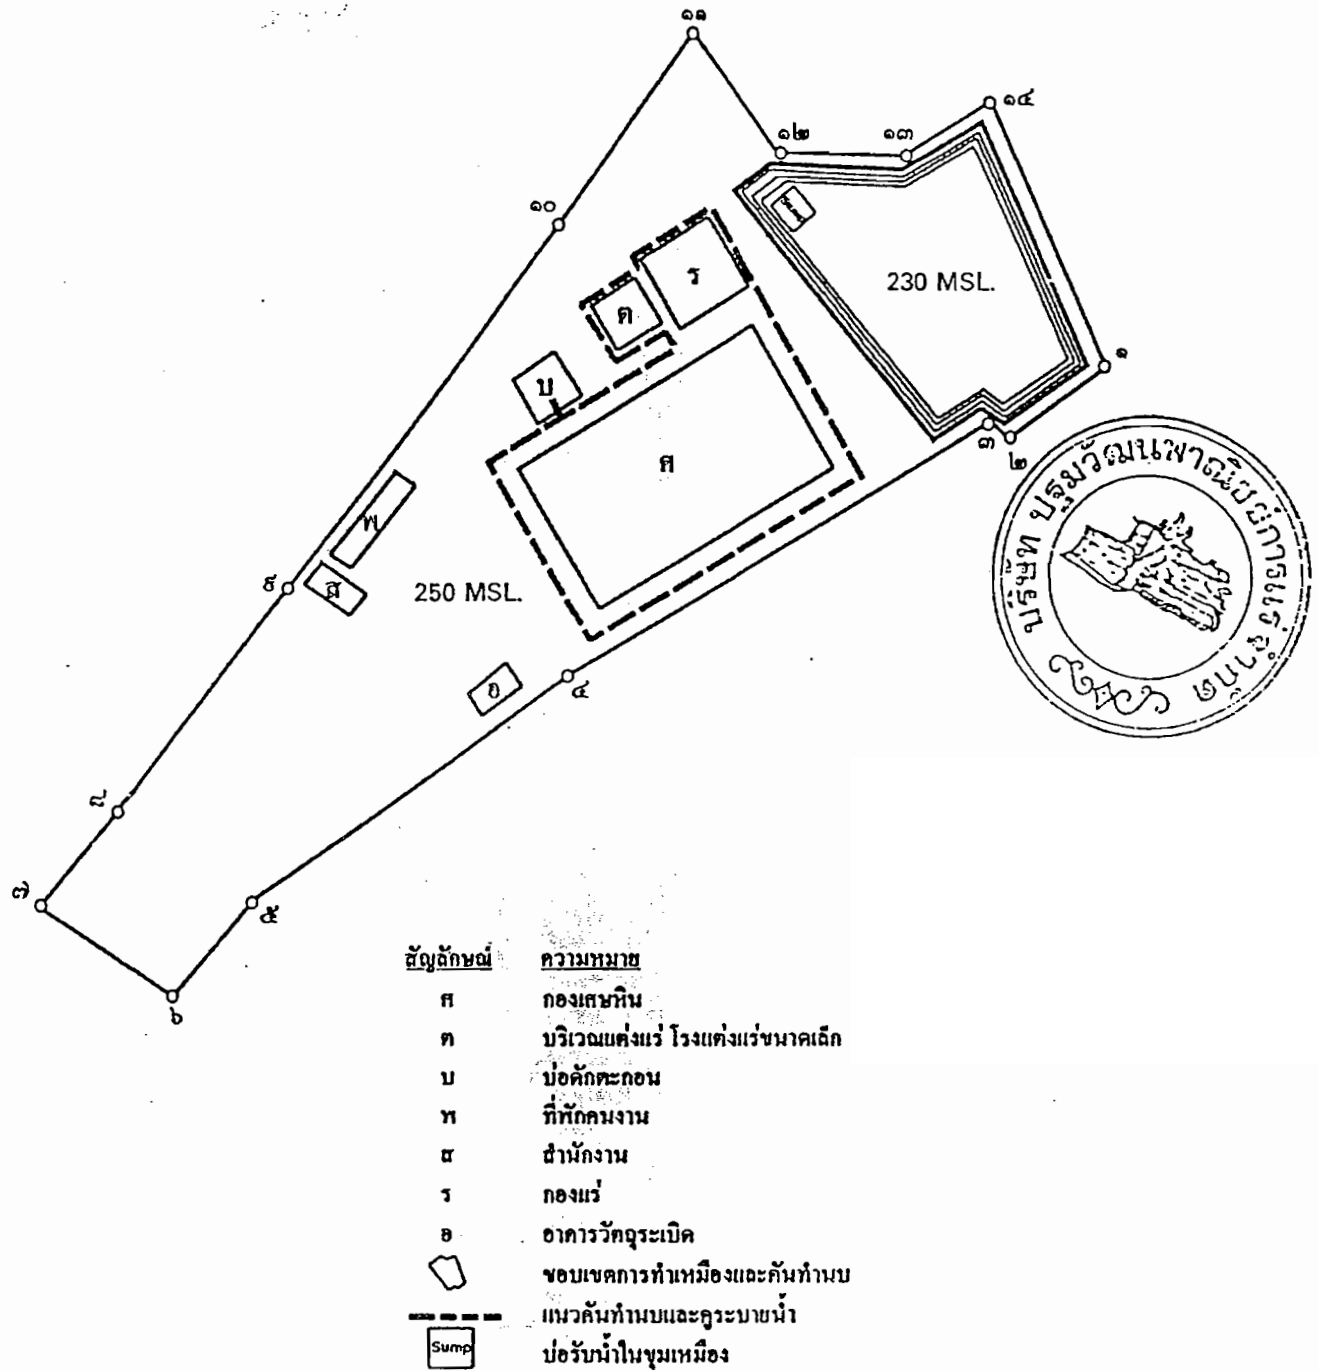 ๑๑
๑๔
๑๒
๑๓
๑๐
Sump
ร
230 MSL.
ต
๑
บ
๓
๒
ศ
พ
๙
ส
250 MSL.
บริษัท ปฐมวัฒนพาณิชย์การแร่ จำกัด
อ
๔
๘
๗
๕
๖
สัญลักษณ์ ความหมาย
ศ กองเศษหิน
ต บริเวณแต่งแร่ โรงแต่งแร่ขนาดเล็ก
บ บ่อดักตะกอน
พ ที่พักคนงาน
ส สำนักงาน
ร กองแร่
อ อาคารวัตถุระเบิด
ขอบเขตการทำเหมืองและคันทำนบ
แนวคันทำนบและคูระบายน้ำ
Sump บ่อรับน้ำในขุมเหมือง